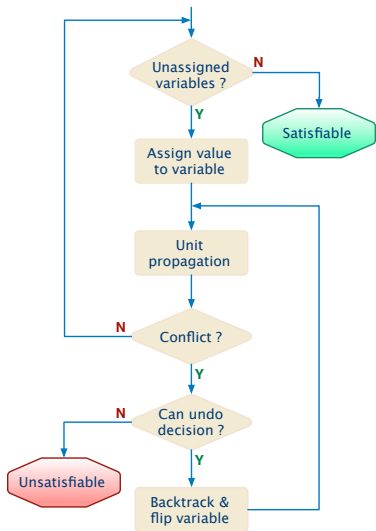 Unassigned
variables ?
N
Y
Satisfiable
Assign value
to variable
Unit
propagation
N
Conflict ?
Y
N
Can undo
decision ?
Y
Unsatisfiable
Backtrack &
flip variable